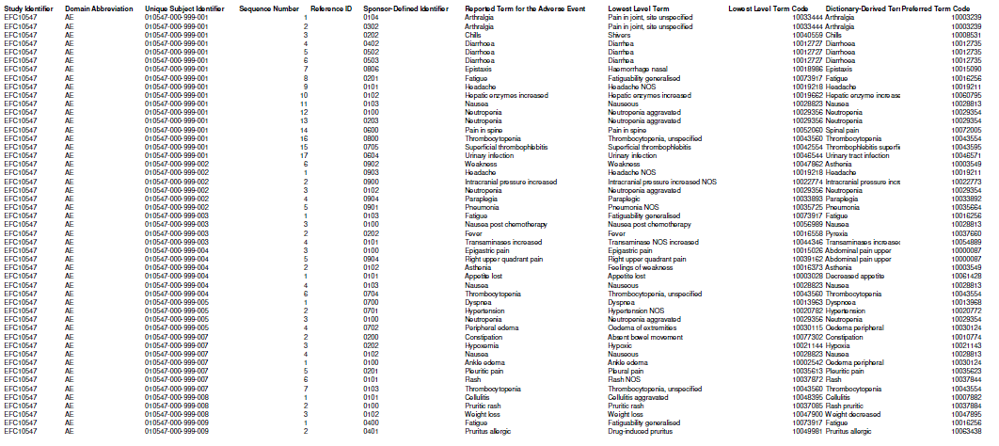 Study Identifier Domain Abbreviation Unique Subject Identifier Sequence Number Reference ID Sponsor-Defined Identifier Reported Term for the Adverse Event Lowest Level Term Lowest Level Term Code Dictionary-Derived Terr Preferred Term Code
EFC10547 AE 010547-000-999-001 1 0104 Arthralgia Pain in joint, site unspecified 10033444 Arthralgia 10003239
EFC10547 AE 010547-000-999-001 2 0302 Arthralgia Pain in joint, site unspecified 10033444 Arthralgia 10003239
EFC10547 AE 010547-000-999-001 3 0202 Chills Shivers 10040559 Chills 10008531
EFC10547 AE 010547-000-999-001 4 0402 Diarrhoea Diarrhea 10012727 Diarrhoea 10012735
EFC10547 AE 010547-000-999-001 5 0502 Diarrhoea Diarrhea 10012727 Diarrhoea 10012735
EFC10547 AE 010547-000-999-001 6 0503 Diarrhoea Diarrhea 10012727 Diarrhoea 10012735
EFC10547 AE 010547-000-999-001 7 0806 Epistaxis Haemorrhage nasal 10018986 Epistaxis 10015090
EFC10547 AE 010547-000-999-001 8 0201 Fatigue Fatiguability generalised 10073917 Fatigue 10016256
EFC10547 AE 010547-000-999-001 9 0101 Headache Headache NOS 10019218 Headache 10019211
EFC10547 AE 010547-000-999-001 10 0102 Hepatic enzymes increased Hepatic enzymes increased 10019662 Hepatic enzyme increase 10060795
EFC10547 AE 010547-000-999-001 11 0103 Nausea Nauseous 10028823 Nausea 10028813
EFC10547 AE 010547-000-999-001 12 0100 Neutropenia Neutropenia aggravated 10029356 Neutropenia 10029354
EFC10547 AE 010547-000-999-001 13 0203 Neutropenia Neutropenia aggravated 10029356 Neutropenia 10029354
EFC10547 AE 010547-000-999-001 14 0600 Pain in spine Pain in spine 10052060 Spinal pain 10072005
EFC10547 AE 010547-000-999-001 16 0800 Thrombocytopenia Thrombocytopenia, unspecified 10043560 Thrombocytopenia 10043554
EFC10547 AE 010547-000-999-001 15 0705 Superficial thrombophlebitis Superficial thrombophlebitis 10042554 Thrombophlebitis superfi 10043595
EFC10547 AE 010547-000-999-001 17 0604 Urinary infection Urinary infection 10046544 Urinary tract infection 10046571
EFC10547 AE 010547-000-999-002 6 0902 Weakness Weakness 10047862 Asthenia 10003549
EFC10547 AE 010547-000-999-002 1 0903 Headache Headache NOS 10019218 Headache 10019211
EFC10547 AE 010547-000-999-002 2 0900 Intracranial pressure increased Intracranial pressure increased NOS 10022774 Intracranial pressure incr 10022773
EFC10547 AE 010547-000-999-002 3 0102 Neutropenia Neutropenia aggravated 10029356 Neutropenia 10029354
EFC10547 AE 010547-000-999-002 4 0904 Paraplegia Paraplegic 10033893 Paraplegia 10033892
EFC10547 AE 010547-000-999-002 5 0901 Pneumonia Pneumonia NOS 10035725 Pneumonia 10035664
EFC10547 AE 010547-000-999-003 1 0103 Fatigue Fatiguability generalised 10073917 Fatigue 10016256
EFC10547 AE 010547-000-999-003 3 0100 Nausea post chemotherapy Nausea post chemotherapy 10056989 Nausea 10028813
EFC10547 AE 010547-000-999-003 2 0202 Fever Fever 10016558 Pyrexia 10037660
EFC10547 AE 010547-000-999-003 4 0101 Transaminases increased Transaminase NOS increased 10044346 Transaminases increased 10054889
EFC10547 AE 010547-000-999-004 3 0100 Epigastric pain Epigastric pain 10015026 Abdominal pain upper 10000087
EFC10547 AE 010547-000-999-004 5 0904 Right upper quadrant pain Right upper quadrant pain 10039162 Abdominal pain upper 10000087
EFC10547 AE 010547-000-999-004 2 0102 Asthenia Feelings of weakness 10016373 Asthenia 10003549
EFC10547 AE 010547-000-999-004 1 0101 Appetite lost Appetite lost 10003028 Decreased appetite 10061428
EFC10547 AE 010547-000-999-004 4 0103 Nausea Nauseous 10028823 Nausea 10028813
EFC10547 AE 010547-000-999-004 6 0704 Thrombocytopenia Thrombocytopenia, unspecified 10043560 Thrombocytopenia 10043554
EFC10547 AE 010547-000-999-005 1 0700 Dyspnea Dyspnea 10013963 Dyspnoea 10013968
EFC10547 AE 010547-000-999-005 2 0701 Hypertension Hypertension NOS 10020782 Hypertension 10020772
EFC10547 AE 010547-000-999-005 3 0100 Neutropenia Neutropenia aggravated 10029356 Neutropenia 10029354
EFC10547 AE 010547-000-999-005 4 0702 Peripheral edema Oedema of extremities 10030115 Oedema peripheral 10030124
EFC10547 AE 010547-000-999-007 2 0200 Constipation Absent bowel movement 10077302 Constipation 10010774
EFC10547 AE 010547-000-999-007 3 0202 Hypoxemia Hypoxic 10021144 Hypoxia 10021143
EFC10547 AE 010547-000-999-007 4 0102 Nausea Nauseous 10028823 Nausea 10028813
EFC10547 AE 010547-000-999-007 1 0100 Ankle edema Ankle edema 10002542 Oedema peripheral 10030124
EFC10547 AE 010547-000-999-007 5 0201 Pleuritic pain Pleural pain 10035613 Pleuritic pain 10035623
EFC10547 AE 010547-000-999-007 6 0101 Rash Rash NOS 10037872 Rash 10037844
EFC10547 AE 010547-000-999-007 7 0103 Thrombocytopenia Thrombocytopenia, unspecified 10043560 Thrombocytopenia 10043554
EFC10547 AE 010547-000-999-008 1 0101 Cellulitis Cellulitis aggravated 10048395 Cellulitis 10007882
EFC10547 AE 010547-000-999-008 2 0100 Pruritic rash Pruritic rash 10037085 Rash pruritic 10037884
EFC10547 AE 010547-000-999-008 3 0102 Weight loss Weight loss 10047900 Weight decreased 10047895
EFC10547 AE 010547-000-999-009 1 0400 Fatigue Fatiguability generalised 10073917 Fatigue 10016256
EFC10547 AE 010547-000-999-009 2 0401 Pruritus allergic Drug-induced pruritus 10049981 Pruritus allergic 10063438